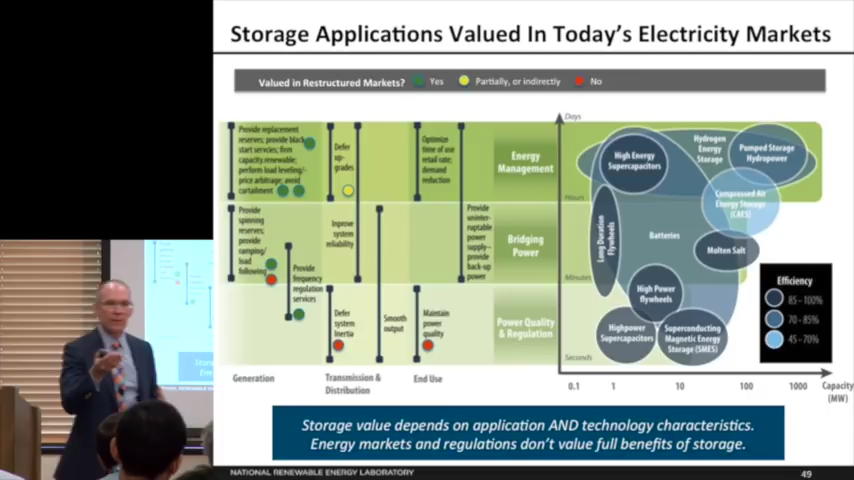 Storage Applications Valued In Today's Electricity Markets
Valued in Restructured Markets? Yes Partially, or indirectly No
Provide replacement
reserves; provide black
start services; firm
capacity.renewable;
perform load leveling/-
price arbitrage; avoid
curtailment
Defer
up-
grades
Optimize
time of use
retail rate;
demand
reduction
Energy
Management
Provide
spinning
reserves;
provide
ramping/
load
following
Provide
frequency
regulation
services
Improve
system
reliability
Provide
uninter-
ruptable
power
supply–
provide
back-up
power
Bridging
Power
Defer
system
Inertia
Smooth
output
Maintain
power
quality
Power Quality
& Regulation
Generation
Transmission &
Distribution
End Use
Days
Hours
Minutes
Seconds
High Energy
Supercapacitors
Hydrogen
Energy
Storage
Pumped Storage
Hydropower
Compressed Air
Energy Storage
(CAES)
Long Duration
Flywheels
Batteries
Molten Salt
High Power
flywheels
Highpower
Supercapacitors
Superconducting
Magnetic Energy
Storage (SMES)
Efficiency
85–100%
70–85%
45–70%
0.1 1 10 100 1000 Capacity
(MW)
Storage value depends on application AND technology characteristics.
Energy markets and regulations don't value full benefits of storage.
NATIONAL RENEWABLE ENERGY LABORATORY
49